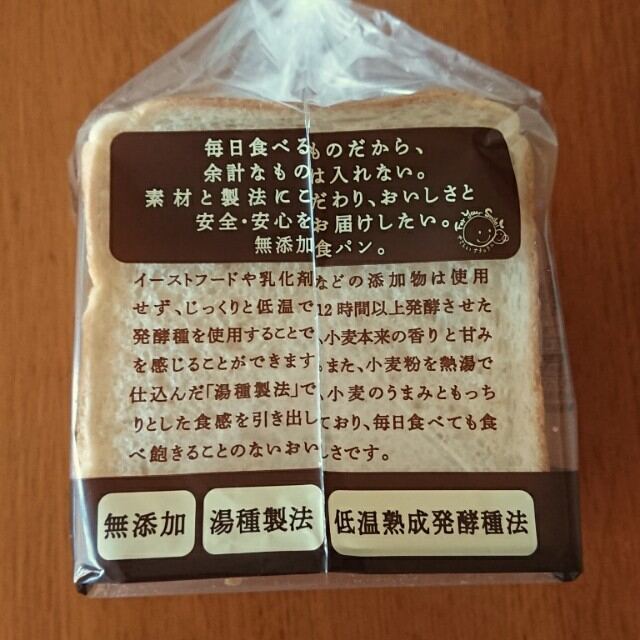 毎日食べるものだから、
余計なものは入れない。
素材と製法にこだわり、おいしさと
安全・安心をお届けしたい。
無添加食パン。
イーストフードや乳化剤などの添加物は使用
せず、じっくりと低温で12時間以上発酵させた
発酵種を使用することで、小麦本来の香りと甘み
を感じることができます。また、小麦粉を熱湯で
仕込んだ「湯種製法」で、小麦のうまみともっち
りとした食感を引き出しており、毎日食べても食
べ飽きることのないおいしさです。
無添加
湯種製法
低温熟成発酵種法